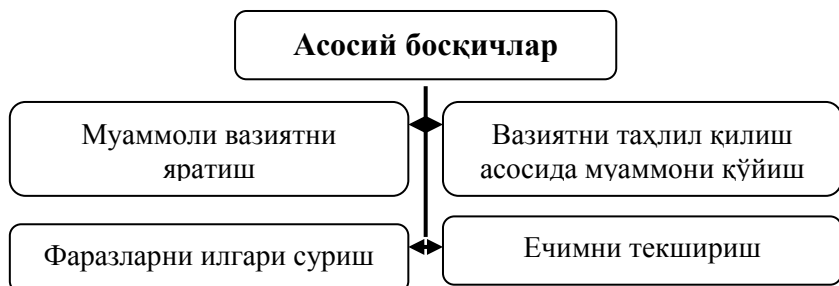 Асосий босқичлар
Муаммоли вазиятни
яратиш
Вазиятни таҳлил қилиш
асосида муаммони қўйиш
Фаразларни илгари суриш
Ечимни текшириш